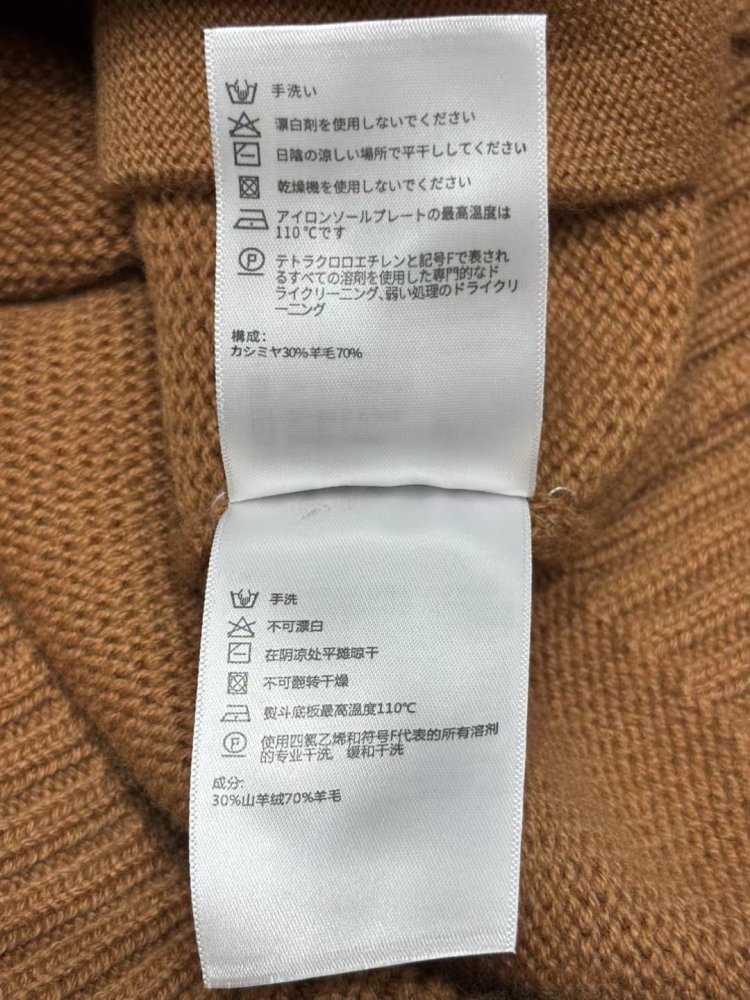 手洗い
漂白剤を使用しないでください
日陰の涼しい場所で平干ししてください
乾燥機を使用しないでください
アイロンソールプレートの最高温度は
110℃です
P
テトラクロロエチレンと記号Fで表され
るすべての溶剤を使用した専門的なド
ライクリーニング、弱い処理のドライクリ
ーニング
構成:
カシミヤ30%羊毛70%
手洗
不可漂白
在阴凉处平摊晾干
不可翻转干燥
熨斗底板最高温度110℃
P
使用四氯乙烯和符号F代表的所有溶剂
的专业干洗 缓和干洗
成分:
30%山羊绒70%羊毛